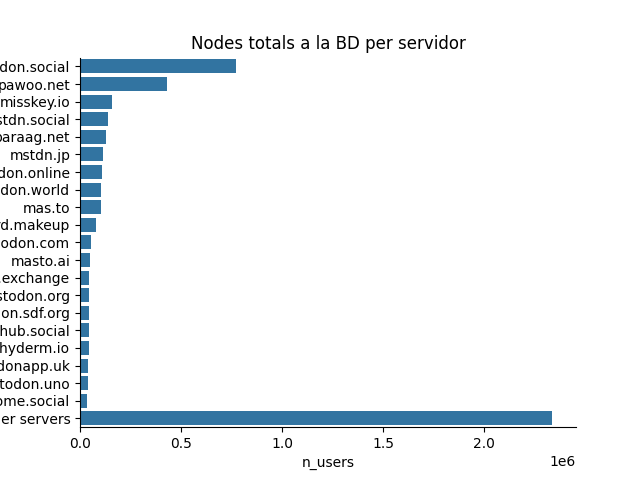 Nodes totals a la BD per servidor
don.social
pawoo.net
misskey.io
stdn.social
baraag.net
mstdn.jp
don.online
don.world
mas.to
d.makeup
odon.com
masto.ai
.exchange
stodon.org
on.sdf.org
hub.social
hyderm.io
donapp.uk
todon.uno
ome.social
er servers
0.0 0.5 1.0 1.5 2.0
1e6
n_users